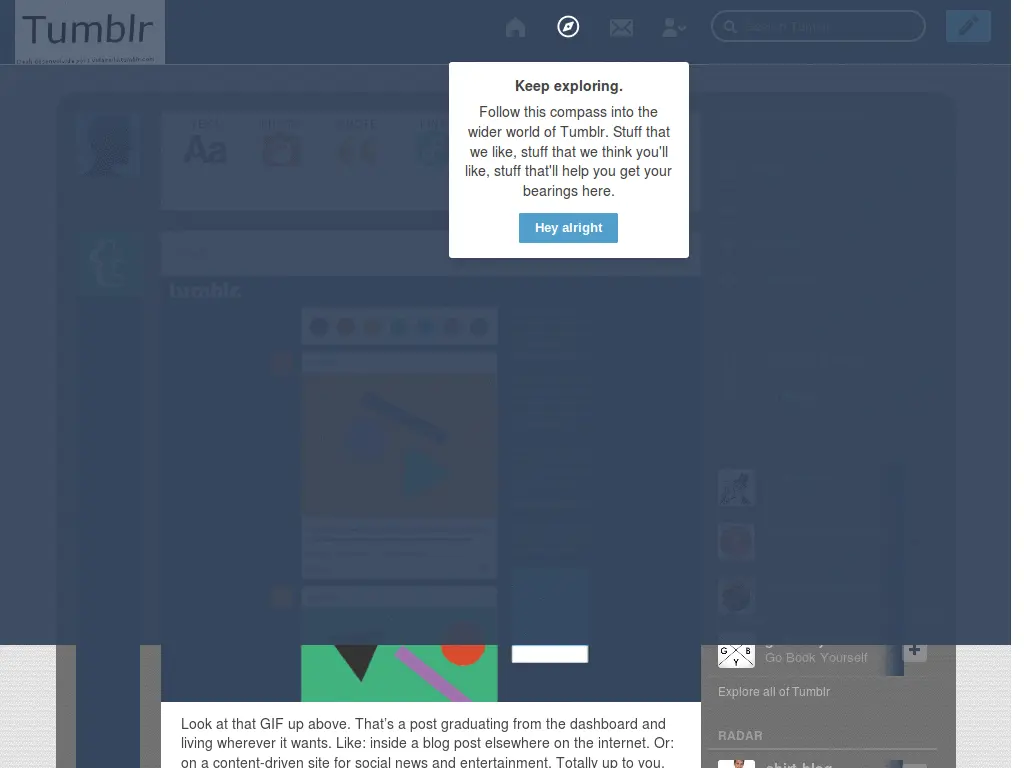 Tumblr
Keep exploring.
Follow this compass into the
wider world of Tumblr. Stuff that
we like, stuff that we think you'll
like, stuff that'll help you get your
bearings here.
Hey alright
Aa
tumblr.
G B
Y
Go Book Yourself
Explore all of Tumblr
Look at that GIF up above. That's a post graduating from the dashboard and
living wherever it wants. Like: inside a blog post elsewhere on the internet. Or:
on a content-driven site for social news and entertainment. Totally up to you.
RADAR